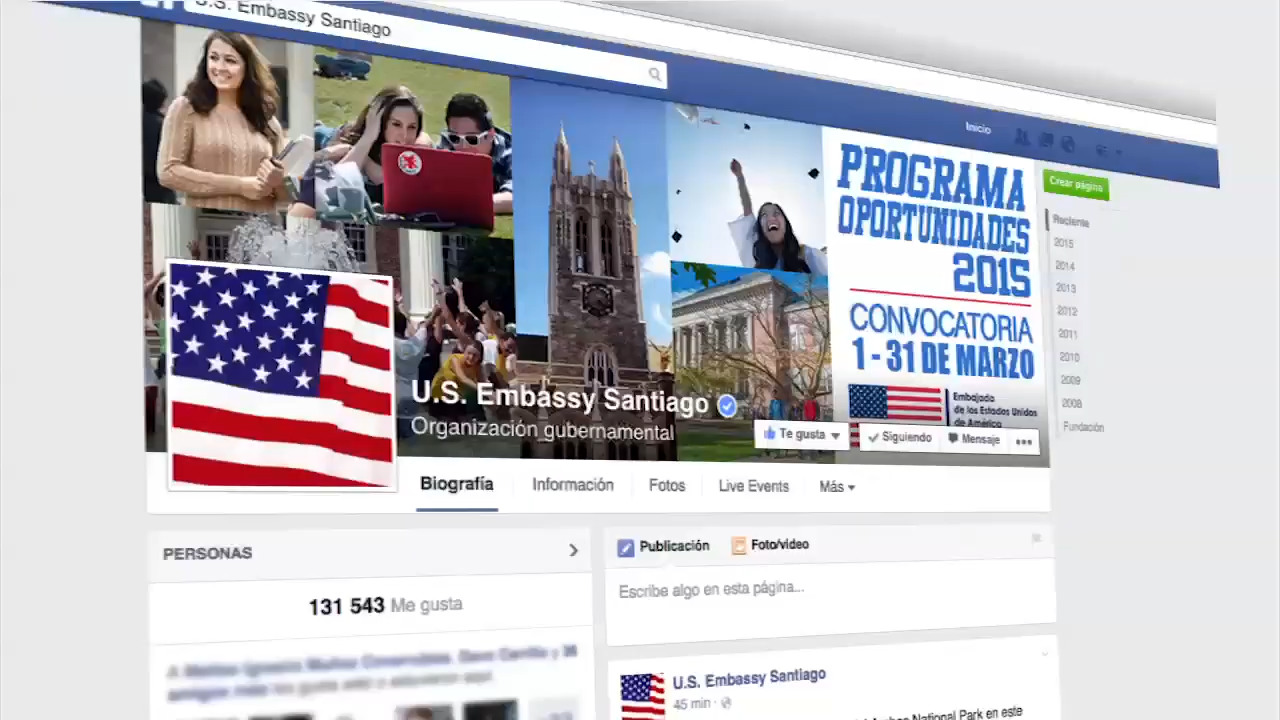 U.S. Embassy Santiago
Inicio
PROGRAMA
OPORTUNIDADES
2015
CONVOCATORIA
1 - 31 DE MARZO
Embajada
de los Estados Unidos
de América
Crear página
Reciente
2015
2014
2013
2012
2011
2010
2009
2008
Fundación
U.S. Embassy Santiago
Organización gubernamental
Te gusta
Siguiendo
Mensaje
Biografía
Información
Fotos
Live Events
Más
PERSONAS
131 543 Me gusta
Publicación
Foto/video
Escribe algo en esta página...
U.S. Embassy Santiago
45 min ·
National Park en este